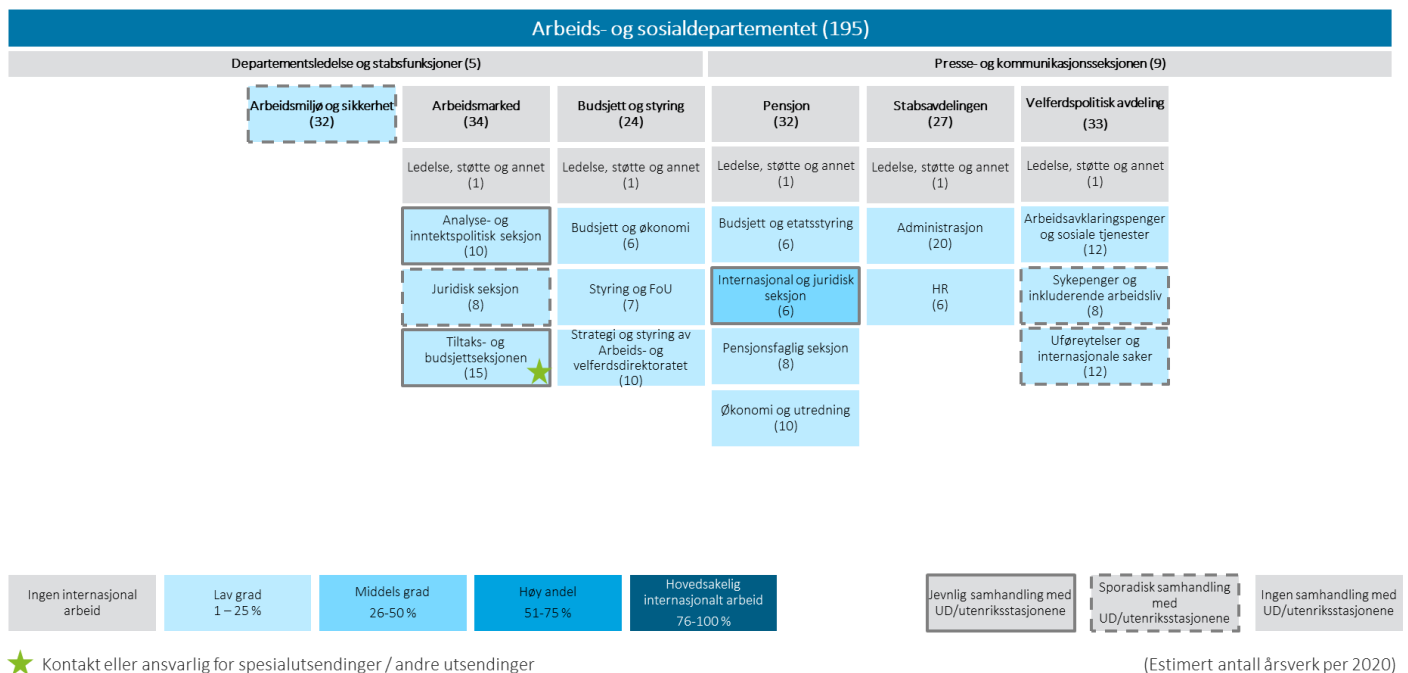 Arbeids- og sosialdepartementet (195)
Departementsledelse og stabsfunksjoner (5)
Presse- og kommunikasjonsseksjonen (9)
Arbeidsmiljø og sikkerhet
(32)
Arbeidsmarked
(34)
Ledelse, støtte og annet
(1)
Analyse- og
inntektspolitisk seksjon
(10)
Juridisk seksjon
(8)
Tiltaks- og
budsjettseksjonen
(15)
Budsjett og styring
(24)
Ledelse, støtte og annet
(1)
Budsjett og økonomi
(6)
Styring og FoU
(7)
Strategi og styring av
Arbeids- og
velferdsdirektoratet
(10)
Pensjon
(32)
Ledelse, støtte og annet
(1)
Budsjett og etatsstyring
(6)
Internasjonal og juridisk
seksjon
(6)
Pensjonsfaglig seksjon
(8)
Økonomi og utredning
(10)
Stabsavdelingen
(27)
Ledelse, støtte og annet
(1)
Administrasjon
(20)
HR
(6)
Velferdspolitisk avdeling
(33)
Ledelse, støtte og annet
(1)
Arbeidsavklaringspenger
og sosiale tjenester
(12)
Sykepenger og
inkluderende arbeidsliv
(8)
Uføreytelser og
internasjonale saker
(12)
Ingen internasjonal
arbeid
Lav grad
1 – 25 %
Middels grad
26-50 %
Høy andel
51-75 %
Hovedsakelig
internasjonalt arbeid
76-100 %
Jevnlig samhandling med
UD/utenriksstasjonene
Sporadisk samhandling
med
UD/utenriksstasjonene
Ingen samhandling med
UD/utenriksstasjonene
Kontakt eller ansvarlig for spesialutsendinger / andre utsendinger
(Estimert antall årsverk per 2020)